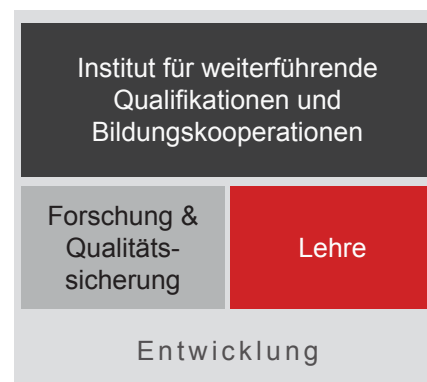 Institut für weiterführende
Qualifikationen und
Bildungskooperationen
Forschung &
Qualitäts-
sicherung
Lehre
Entwicklung